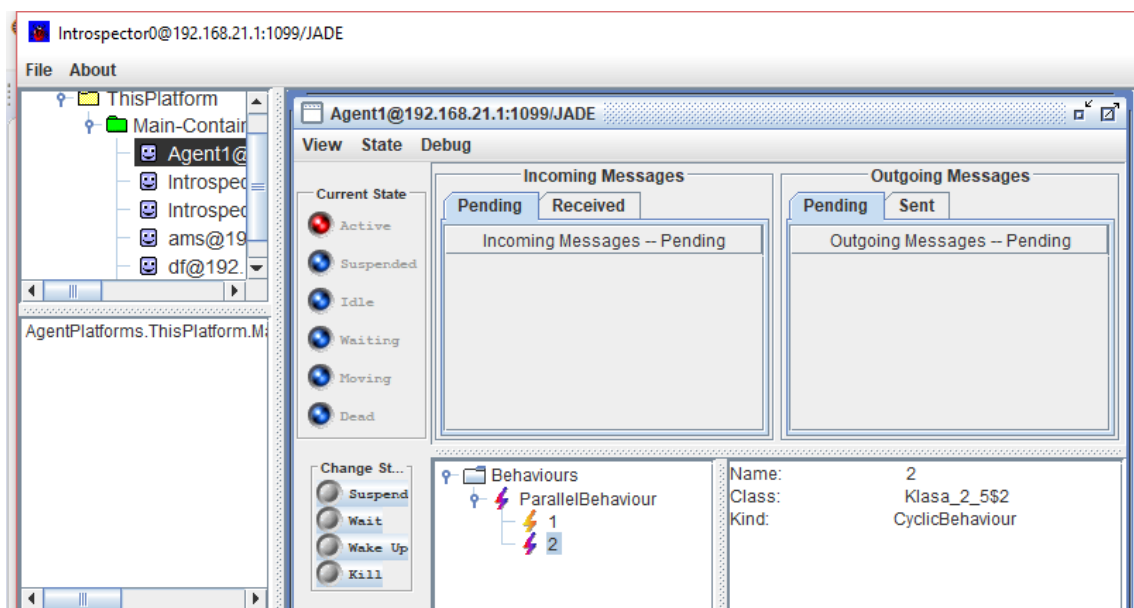 Introspector0@192.168.21.1:1099/JADE
File About
ThisPlatform
Main-Contair
Agent1@
Introspec
Introspec
ams@19
df@192.
AgentPlatforms.ThisPlatform.Ma
Agent1@192.168.21.1:1099/JADE
View State Debug
Current State
Active
Suspended
Idle
Waiting
Moving
Dead
Incoming Messages
Pending Received
Incoming Messages -- Pending
Outgoing Messages
Pending Sent
Outgoing Messages -- Pending
Change St...
Suspend
Wait
Wake Up
Kill
Behaviours
ParallelBehaviour
1
2
Name: 2
Class: Klasa_2_5$2
Kind: CyclicBehaviour